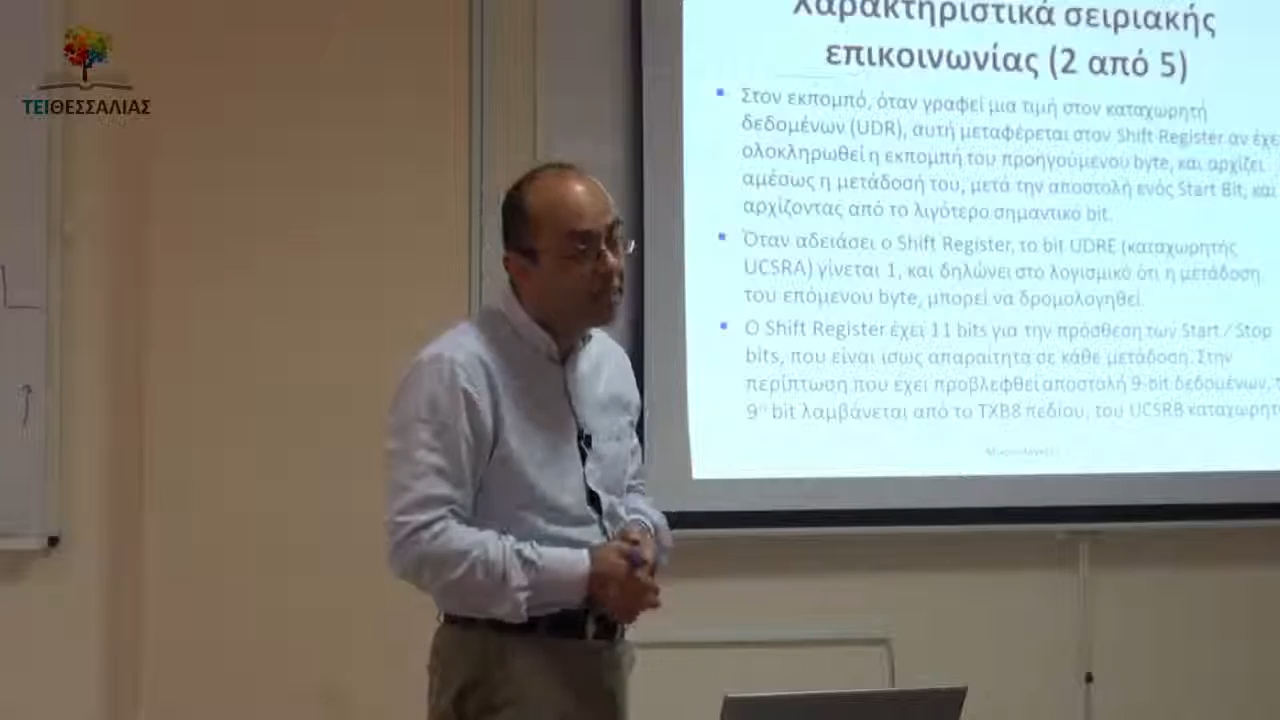 ΤΕΙΘΕΣΣΑΛΙΑΣ
Χαρακτηριστικά σειριακής
επικοινωνίας (2 από 5)
Στον εκπομπό, όταν γραφεί μια τιμή στον καταχωρητή
δεδομένων (UDR), αυτή μεταφέρεται στον Shift Register αν έχε
ολοκληρωθεί η εκπομπή του προηγούμενου byte, και αρχίζει
αμέσως η μετάδοσή του, μετά την αποστολή ενός Start Bit, και
αρχίζοντας από το λιγότερο σημαντικό bit.
Όταν αδειάσει ο Shift Register, το bit UDRE (καταχωρητής
UCSRA) γίνεται 1, και δηλώνει στο λογισμικό ότι η μετάδοση
του επόμενου byte, μπορεί να δρομολογηθεί.
Ο Shift Register έχει 11 bits για την πρόσθεση των Start / Stop
bits, που είναι ίσως απαραίτητα σε κάθε μετάδοση. Στην
περίπτωση που έχει προβλεφθεί αποστολή 9-bit δεδομένων, τ
bit λαμβάνεται από το TXB8 πεδίου, του UCSRB καταχωρητ